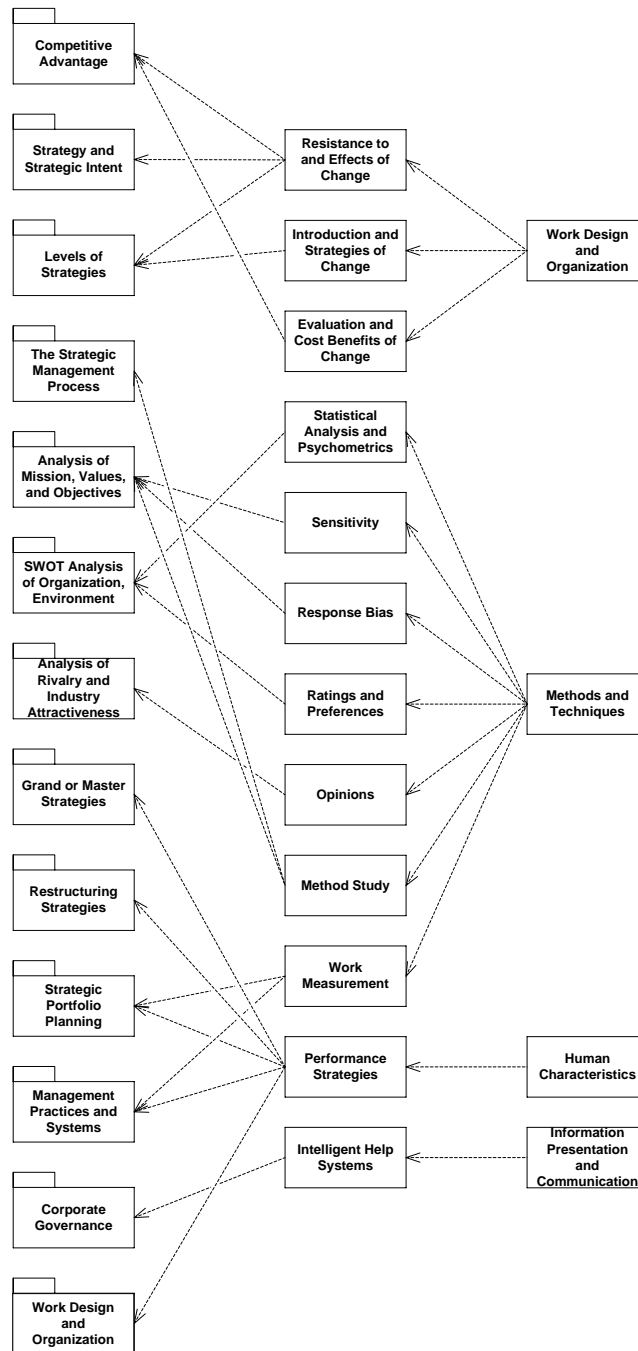 Competitive
Advantage
Strategy and
Strategic Intent
Levels of
Strategies
The Strategic
Management
Process
Analysis of
Mission, Values,
and Objectives
SWOT Analysis
of Organization,
Environment
Analysis of
Rivalry and
Industry
Attractiveness
Grand or Master
Strategies
Restructuring
Strategies
Strategic
Portfolio
Planning
Management
Practices and
Systems
Corporate
Governance
Work Design
and
Organization
Resistance to
and Effects of
Change
Introduction and
Strategies of
Change
Evaluation and
Cost Benefits of
Change
Statistical
Analysis and
Psychometrics
Sensitivity
Response Bias
Ratings and
Preferences
Opinions
Method Study
Work
Measurement
Performance
Strategies
Intelligent Help
Systems
Work Design
and
Organization
Methods and
Techniques
Human
Characteristics
Information
Presentation
and
Communication